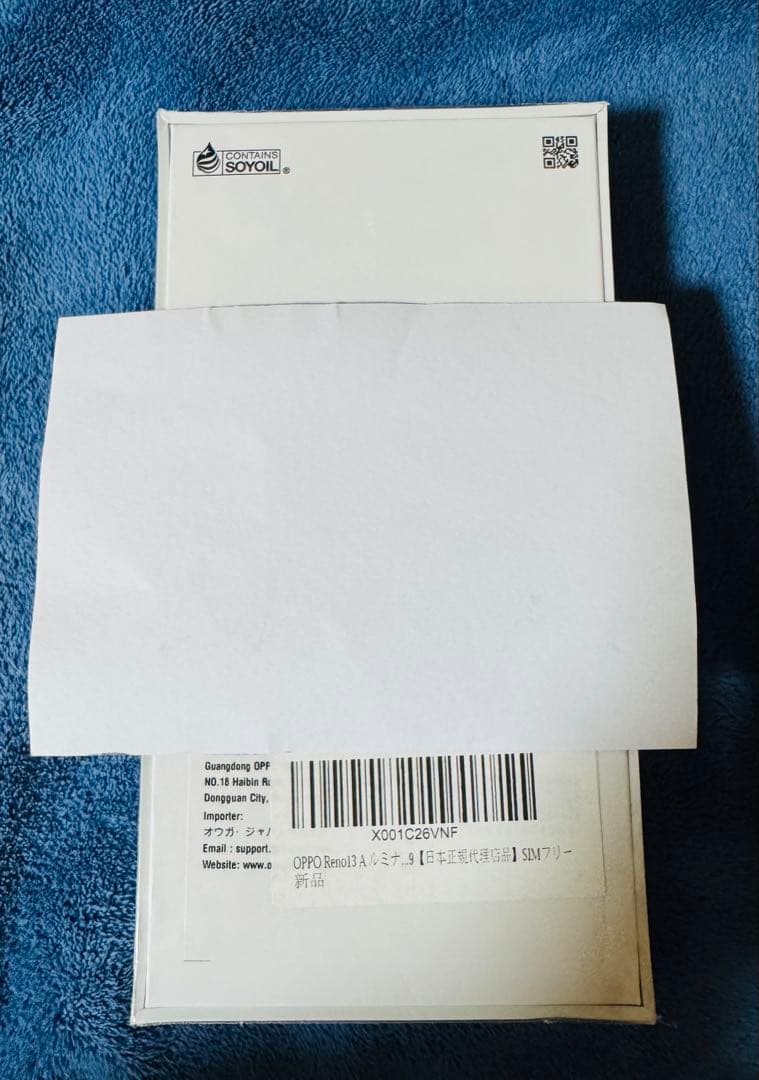 CONTAINS
SOYOIL®
Guangdong OPP
NO.18 Haibin
Dongguan City,
Importer:
オウガ・ジャ
Email : support.
Website: www.o
X001C26VNF
OPPO Reno13 A ルミナ...9【日本正規代理店品】SIMフリー
新品